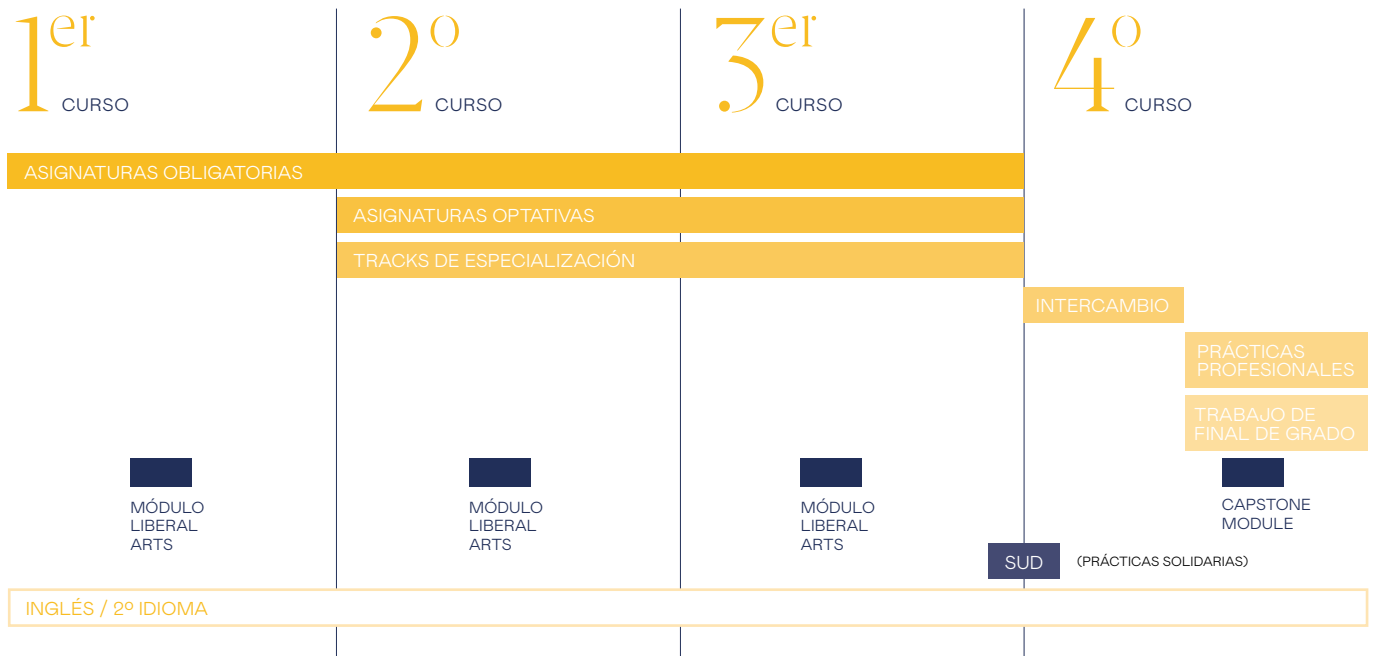 1er CURSO
2º CURSO
3er CURSO
4º CURSO
ASIGNATURAS OBLIGATORIAS
ASIGNATURAS OPTATIVAS
TRACKS DE ESPECIALIZACIÓN
INTERCAMBIO
PRÁCTICAS
PROFESIONALES
TRABAJO DE
FINAL DE GRADO
MÓDULO
LIBERAL
ARTS
MÓDULO
LIBERAL
ARTS
MÓDULO
LIBERAL
ARTS
CAPSTONE
MODULE
SUD (PRÁCTICAS SOLIDARIAS)
INGLÉS / 2º IDIOMA